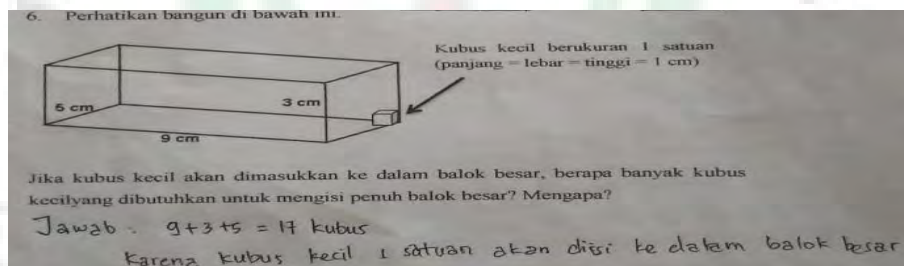 6. Perhatikan bangun di bawah ini.
Kubus kecil berukuran 1 satuan
(panjang = lebar = tinggi = 1 cm)
5 cm
3 cm
9 cm
Jika kubus kecil akan dimasukkan ke dalam balok besar, berapa banyak kubus
kecilyang dibutuhkan untuk mengisi penuh balok besar? Mengapa?
Jawab : 9+3+5 = 17 kubus
Karena kubus kecil 1 satuan akan diisi ke dalam balok besar